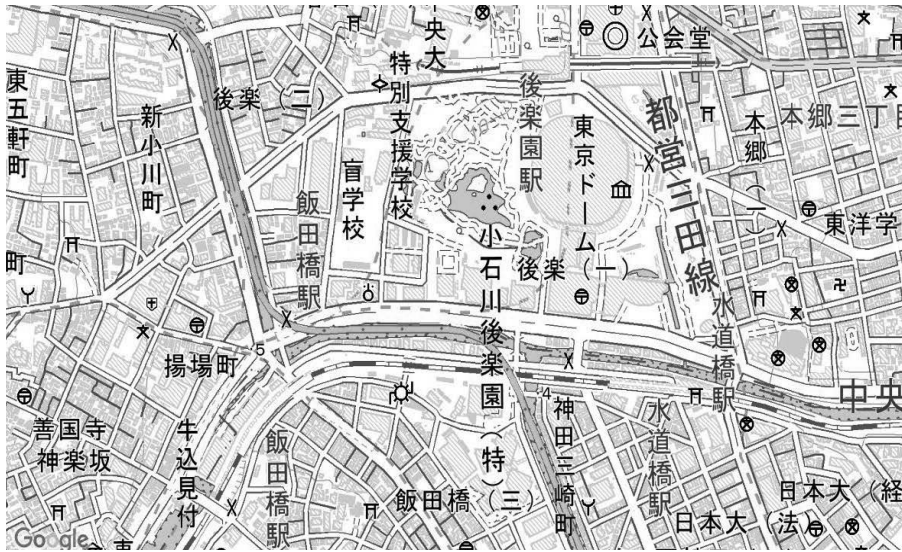 公会堂
央大
特別支援学校
後楽（二）
東五軒町
新小川町
盲学校
後楽園駅
東京ドーム
都営三田線
本郷（一）
本郷三丁目
東洋学
飯田橋駅
小石川後楽園（特）
後楽（一）
水道橋駅
町
揚場町
5
4
中央
善国寺
神楽坂
牛込見付
飯田橋駅
飯田橋（三）
神田三崎町
水道橋駅
日本大（法
日本大（経
Google